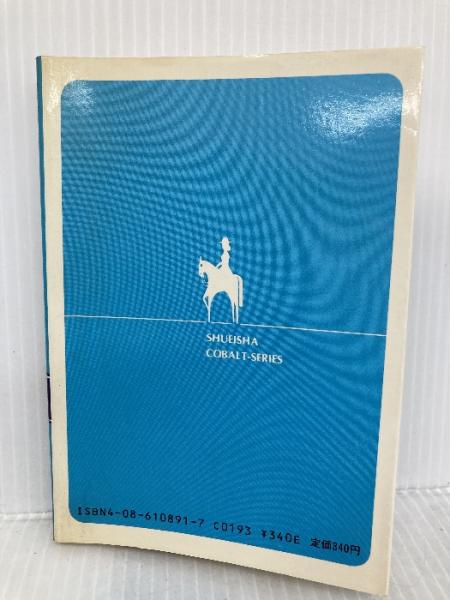 SHUEISHA
COBALT-SERIES
ISBN4-08-610891-7 C0193 ¥340E 定価340円